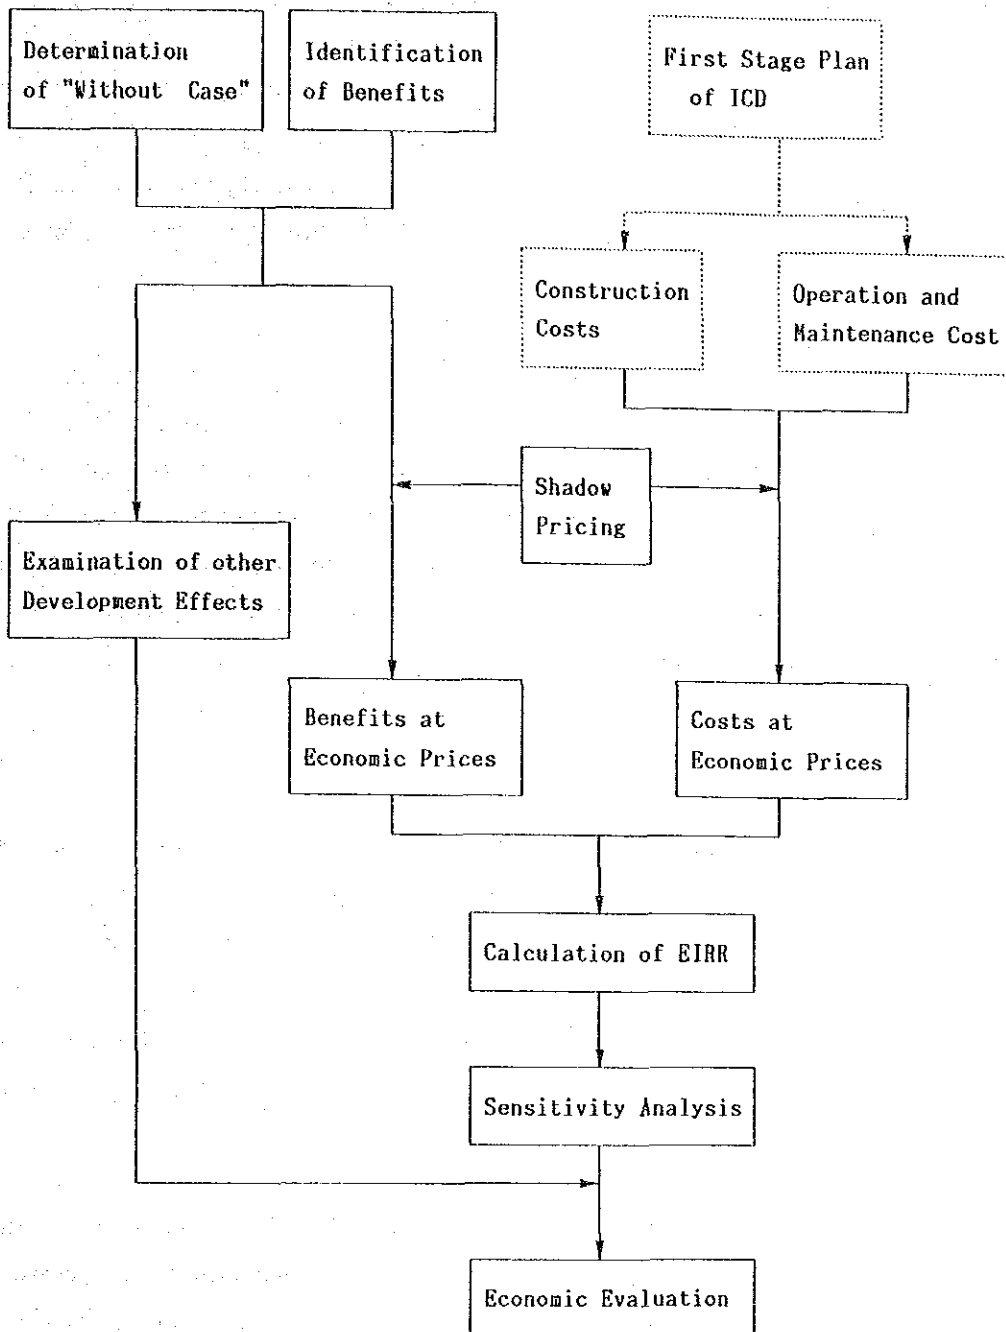 Determination
of "Without Case"
Identification
of Benefits
First Stage Plan
of ICD
Construction
Costs
Operation and
Maintenance Cost
Shadow
Pricing
Examination of other
Development Effects
Benefits at
Economic Prices
Costs at
Economic Prices
Calculation of EIRR
Sensitivity Analysis
Economic Evaluation